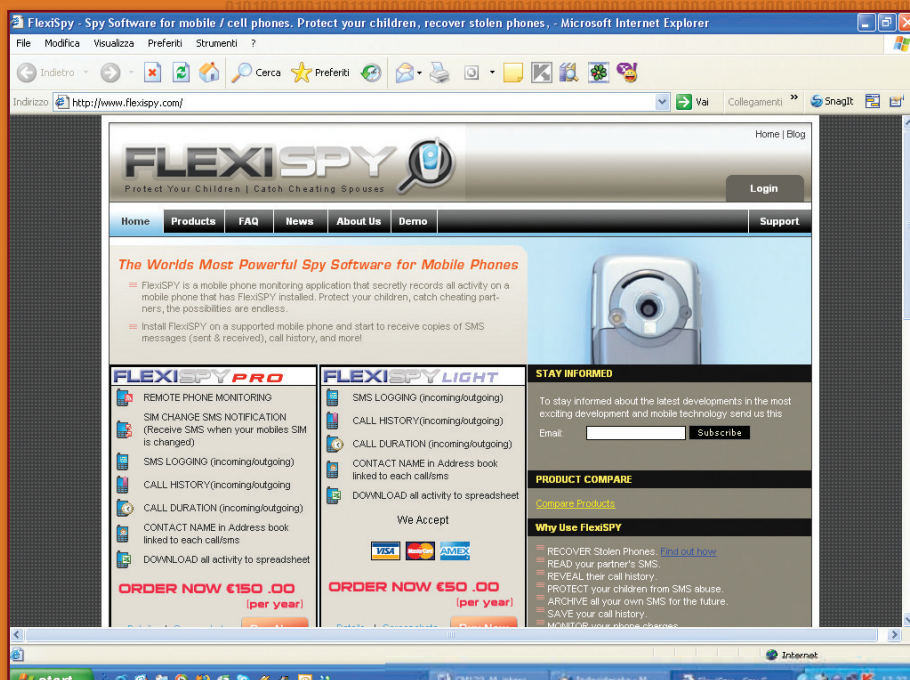 FlexiSpy - Spy Software for mobile / cell phones. Protect your children, recover stolen phones, - Microsoft Internet Explorer
File Modifica Visualizza Preferiti Strumenti ?
Indietro Cerca Preferiti
Indirizzo http://www.flexispy.com/ Vai Collegamenti » SnagIt
Home | Blog
FLEXISPY
Protect Your Children | Catch Cheating Spouses
Login
Home Products FAQ News About Us Demo Support
The Worlds Most Powerful Spy Software for Mobile Phones
FlexiSPY is a mobile phone monitoring application that secretly records all activity on a
mobile phone that has FlexiSPY installed. Protect your children, catch cheating part-
ners, the possibilities are endless.
Install FlexiSPY on a supported mobile phone and start to receive copies of SMS
messages (sent & received), call history, and more!
FLEXISPY PRO
REMOTE PHONE MONITORING
SIM CHANGE SMS NOTIFICATION
(Receive SMS when your mobiles SIM
is changed)
SMS LOGGING (incoming/outgoing)
CALL HISTORY(incoming/outgoing
CALL DURATION (incoming/outgoing)
CONTACT NAME in Address book
linked to each call/sms
DOWNLOAD all activity to spreadsheet
ORDER NOW €150 .00
(per year)
FLEXISPY LIGHT
SMS LOGGING (incoming/outgoing)
CALL HISTORY (incoming/outgoing)
CALL DURATION (incoming/outgoing)
CONTACT NAME in Address book
linked to each call/sms
DOWNLOAD all activity to spreadsheet
We Accept
VISA MasterCard AMEX
ORDER NOW €50 .00
(per year)
Details | Screenshots Buy Now
STAY INFORMED
To stay informed about the latest developments in the most
exciting development and mobile technology send us this
Email: Subscribe
PRODUCT COMPARE
Compare Products
Why Use FlexiSPY
RECOVER Stolen Phones. Find out how
READ your partner's SMS.
REVEAL their call history.
PROTECT your children from SMS abuse.
ARCHIVE all your own SMS for the future.
SAVE your call history.
MONITOR your phone charges.
Internet
start